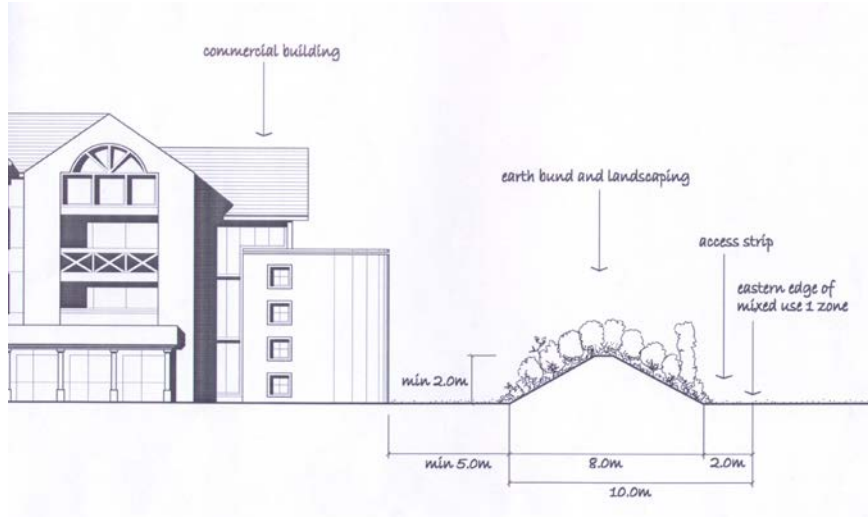 commercial building
earth bund and landscaping
access strip
eastern edge of
mixed use 1 zone
min 2.0m
min 5.0m
8.0m
2.0m
10.0m